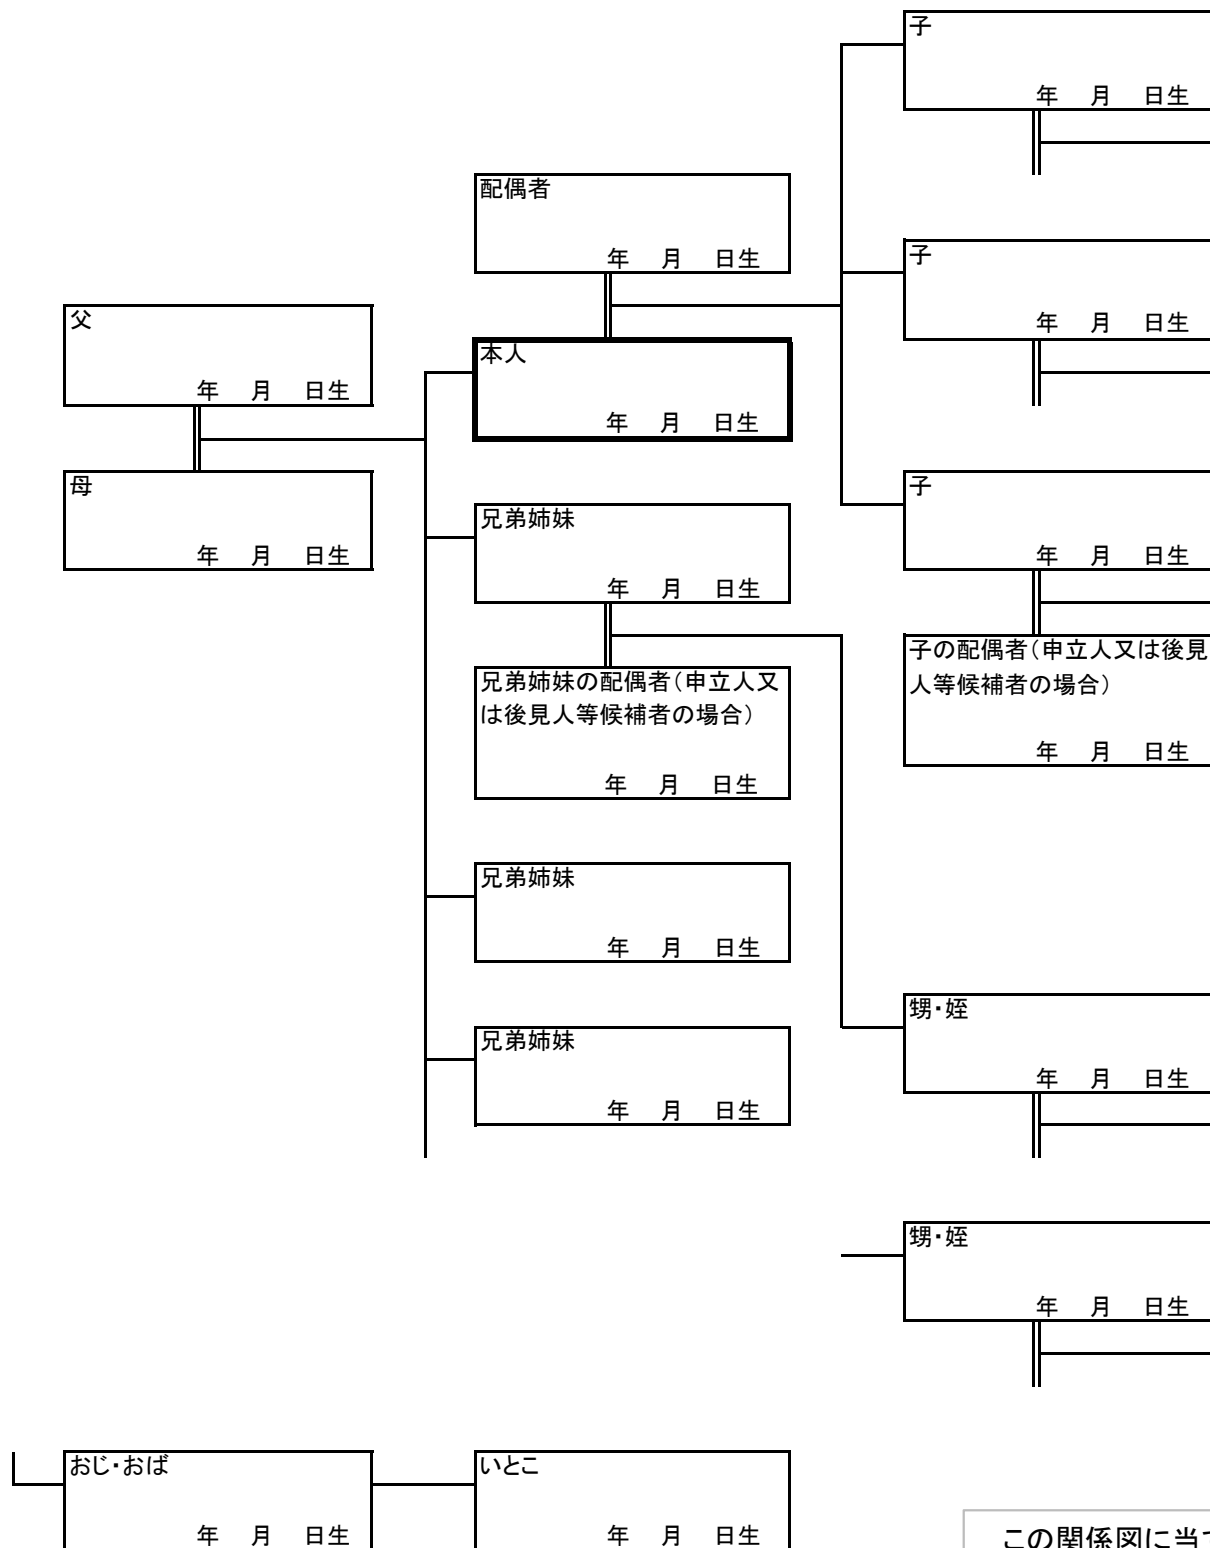 子
年 月 日生
配偶者
年 月 日生
子
年 月 日生
父
年 月 日生
本人
年 月 日生
母
年 月 日生
兄弟姉妹
年 月 日生
子
年 月 日生
子の配偶者（申立人又は後見
人等候補者の場合）
年 月 日生
兄弟姉妹の配偶者（申立人又
は後見人等候補者の場合）
年 月 日生
兄弟姉妹
年 月 日生
甥・姪
年 月 日生
兄弟姉妹
年 月 日生
甥・姪
年 月 日生
おじ・おば
年 月 日生
いとこ
年 月 日生
この関係図に当